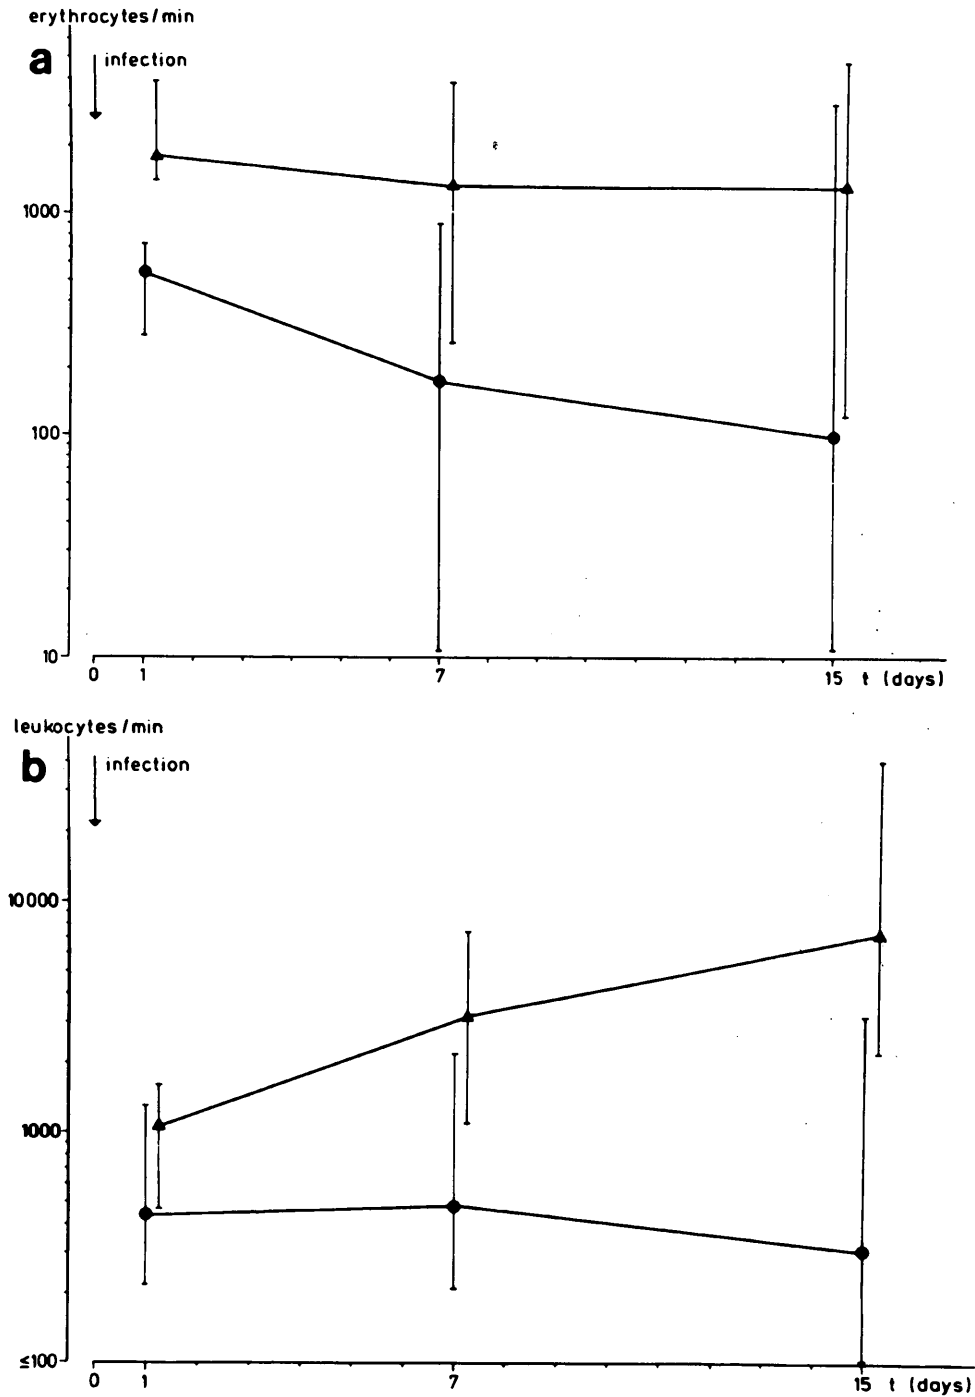 erythrocytes/min
a
infection
1000
100
10
0 1 7 15 t (days)
leukocytes/min
b
infection
10000
1000
≤100
0 1 7 15 t (days)